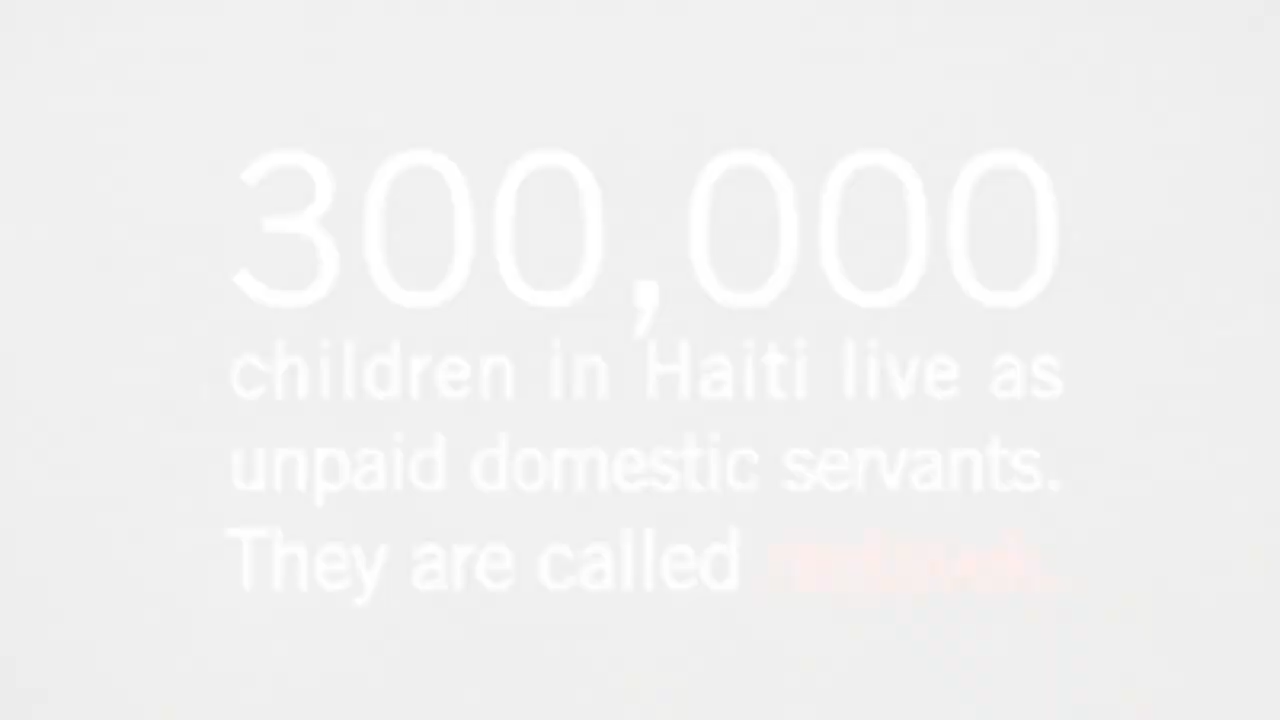 300,000
children in Haiti live as
unpaid domestic servants.
They are called